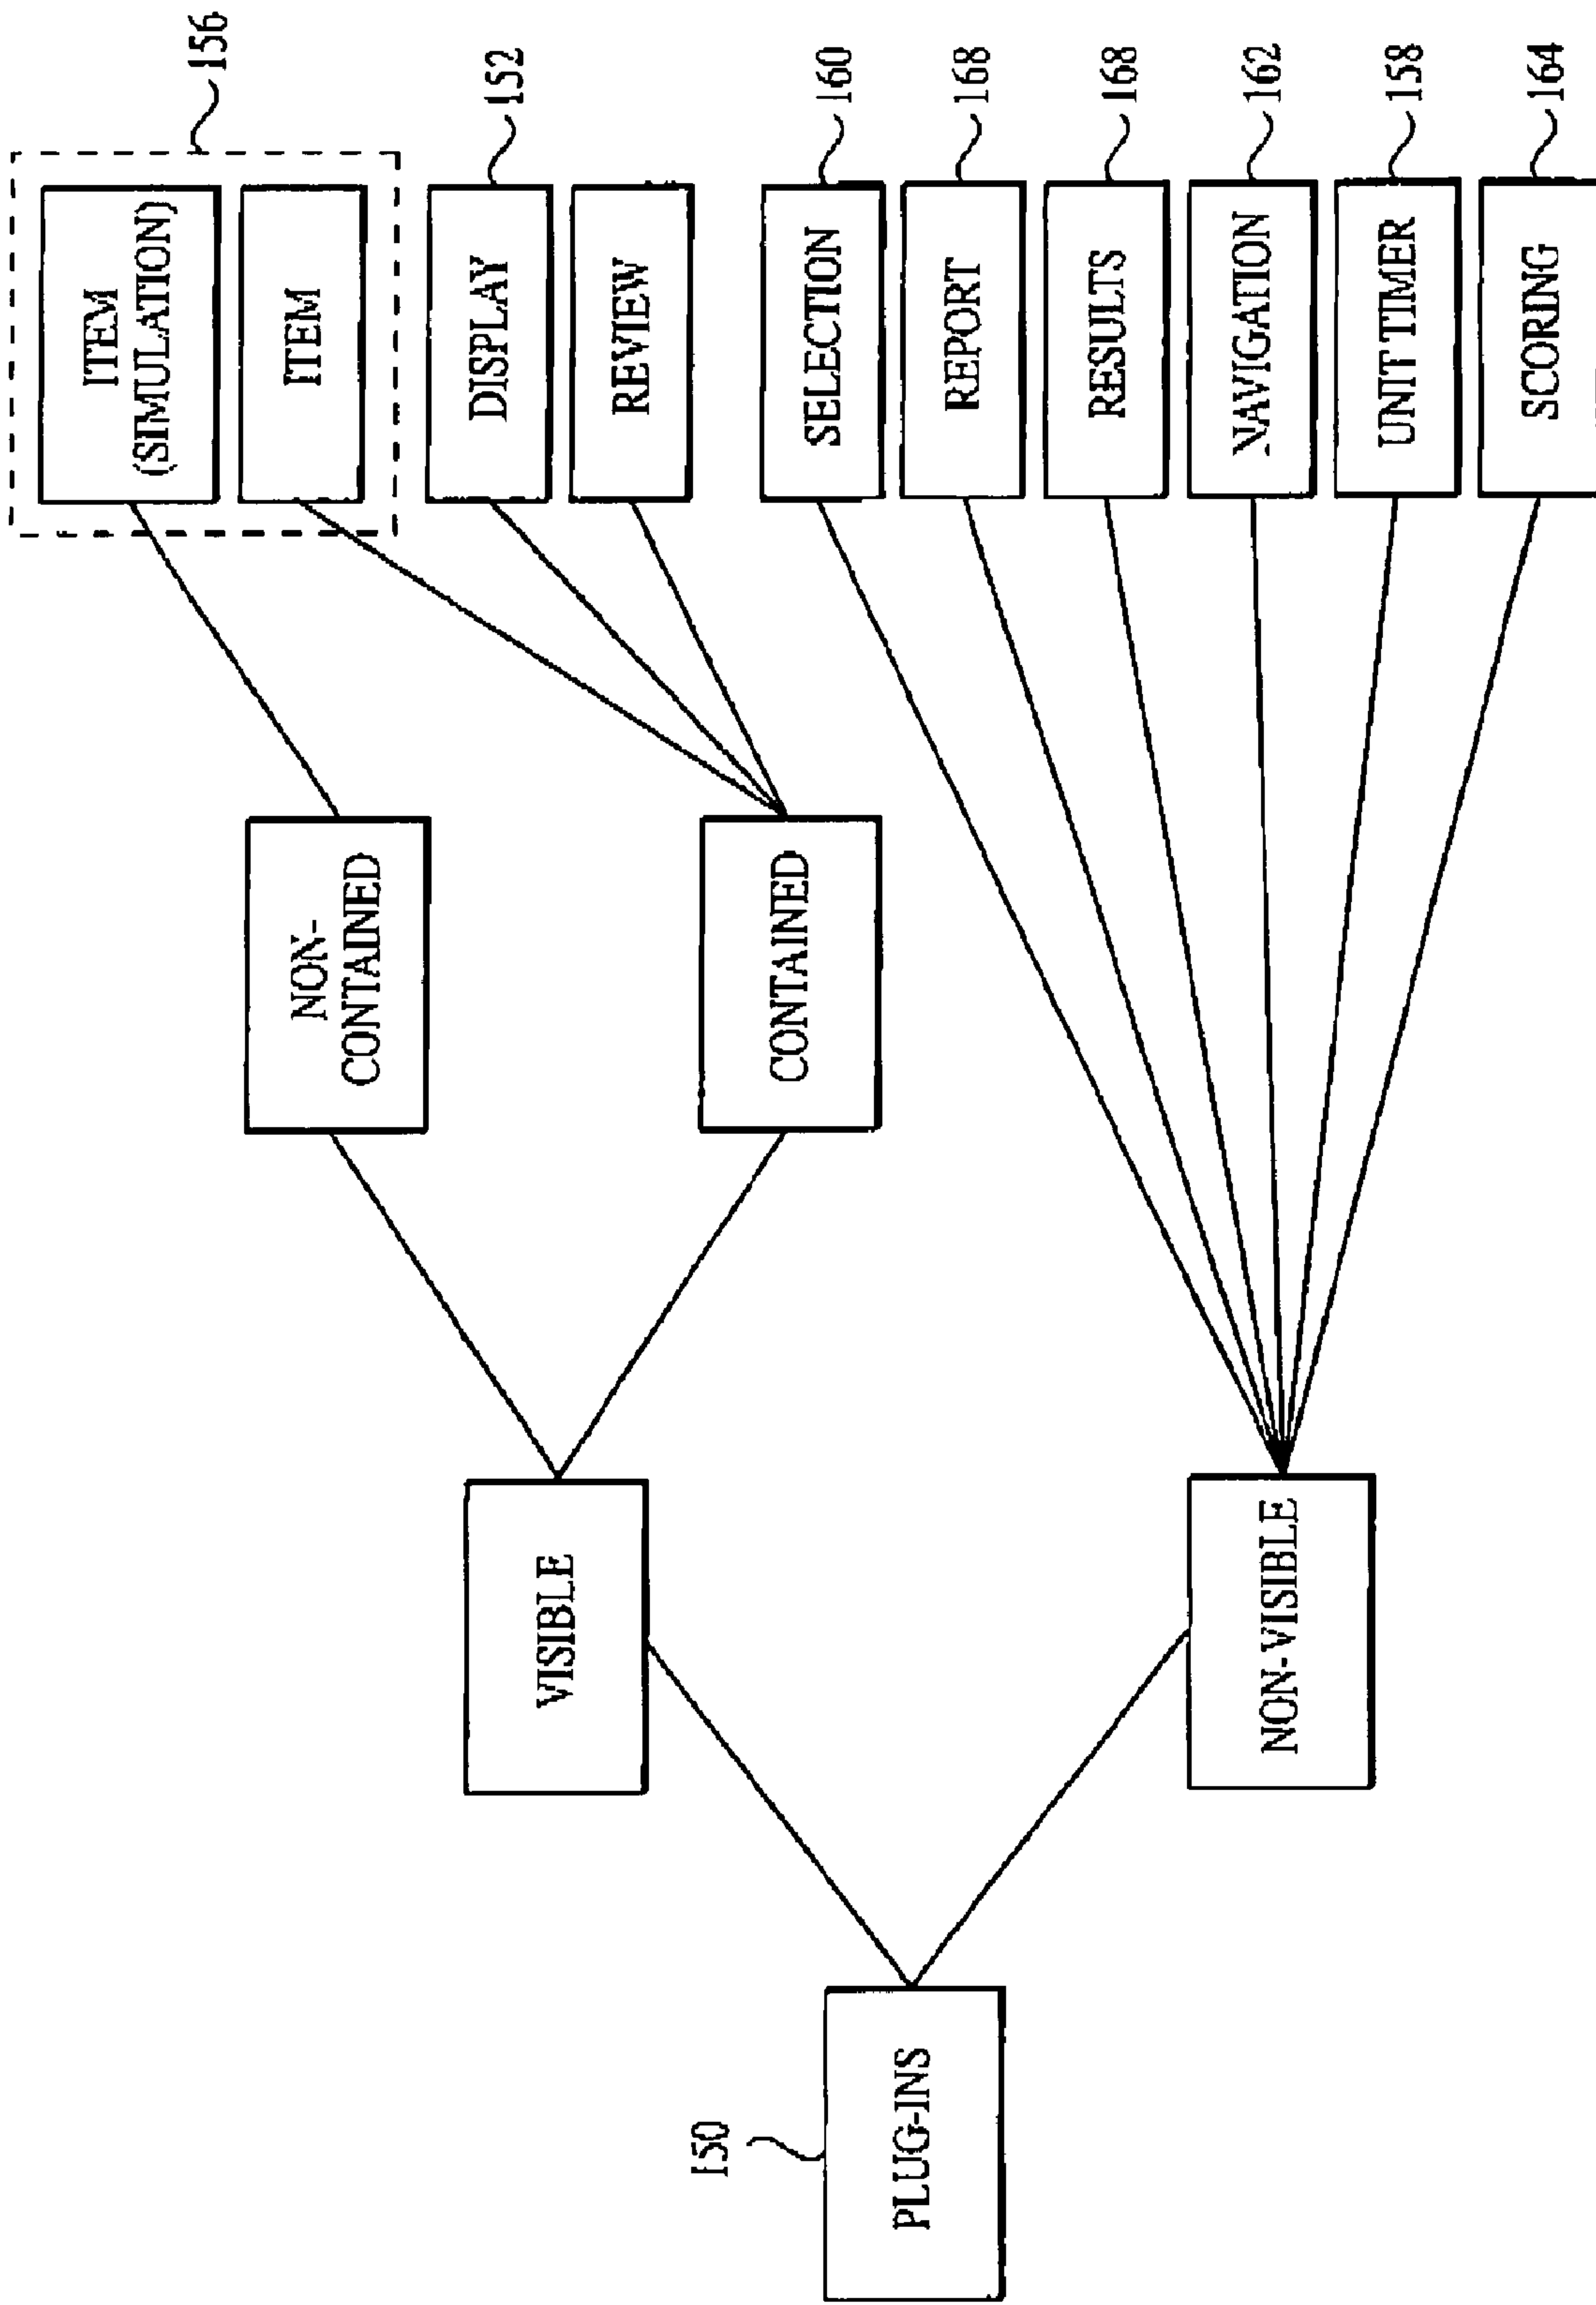 PLUG-INS
150
VISIBLE
NON-VISIBLE
NON-
CONTAINED
CONTAINED
ITEM
(SIMULATION)
156
ITEM
DISPLAY
152
REVIEW
SELECTION
160
REPORT
168
RESULTS
168
NAVIGATION
162
UNIT TIMER
158
SCORING
164